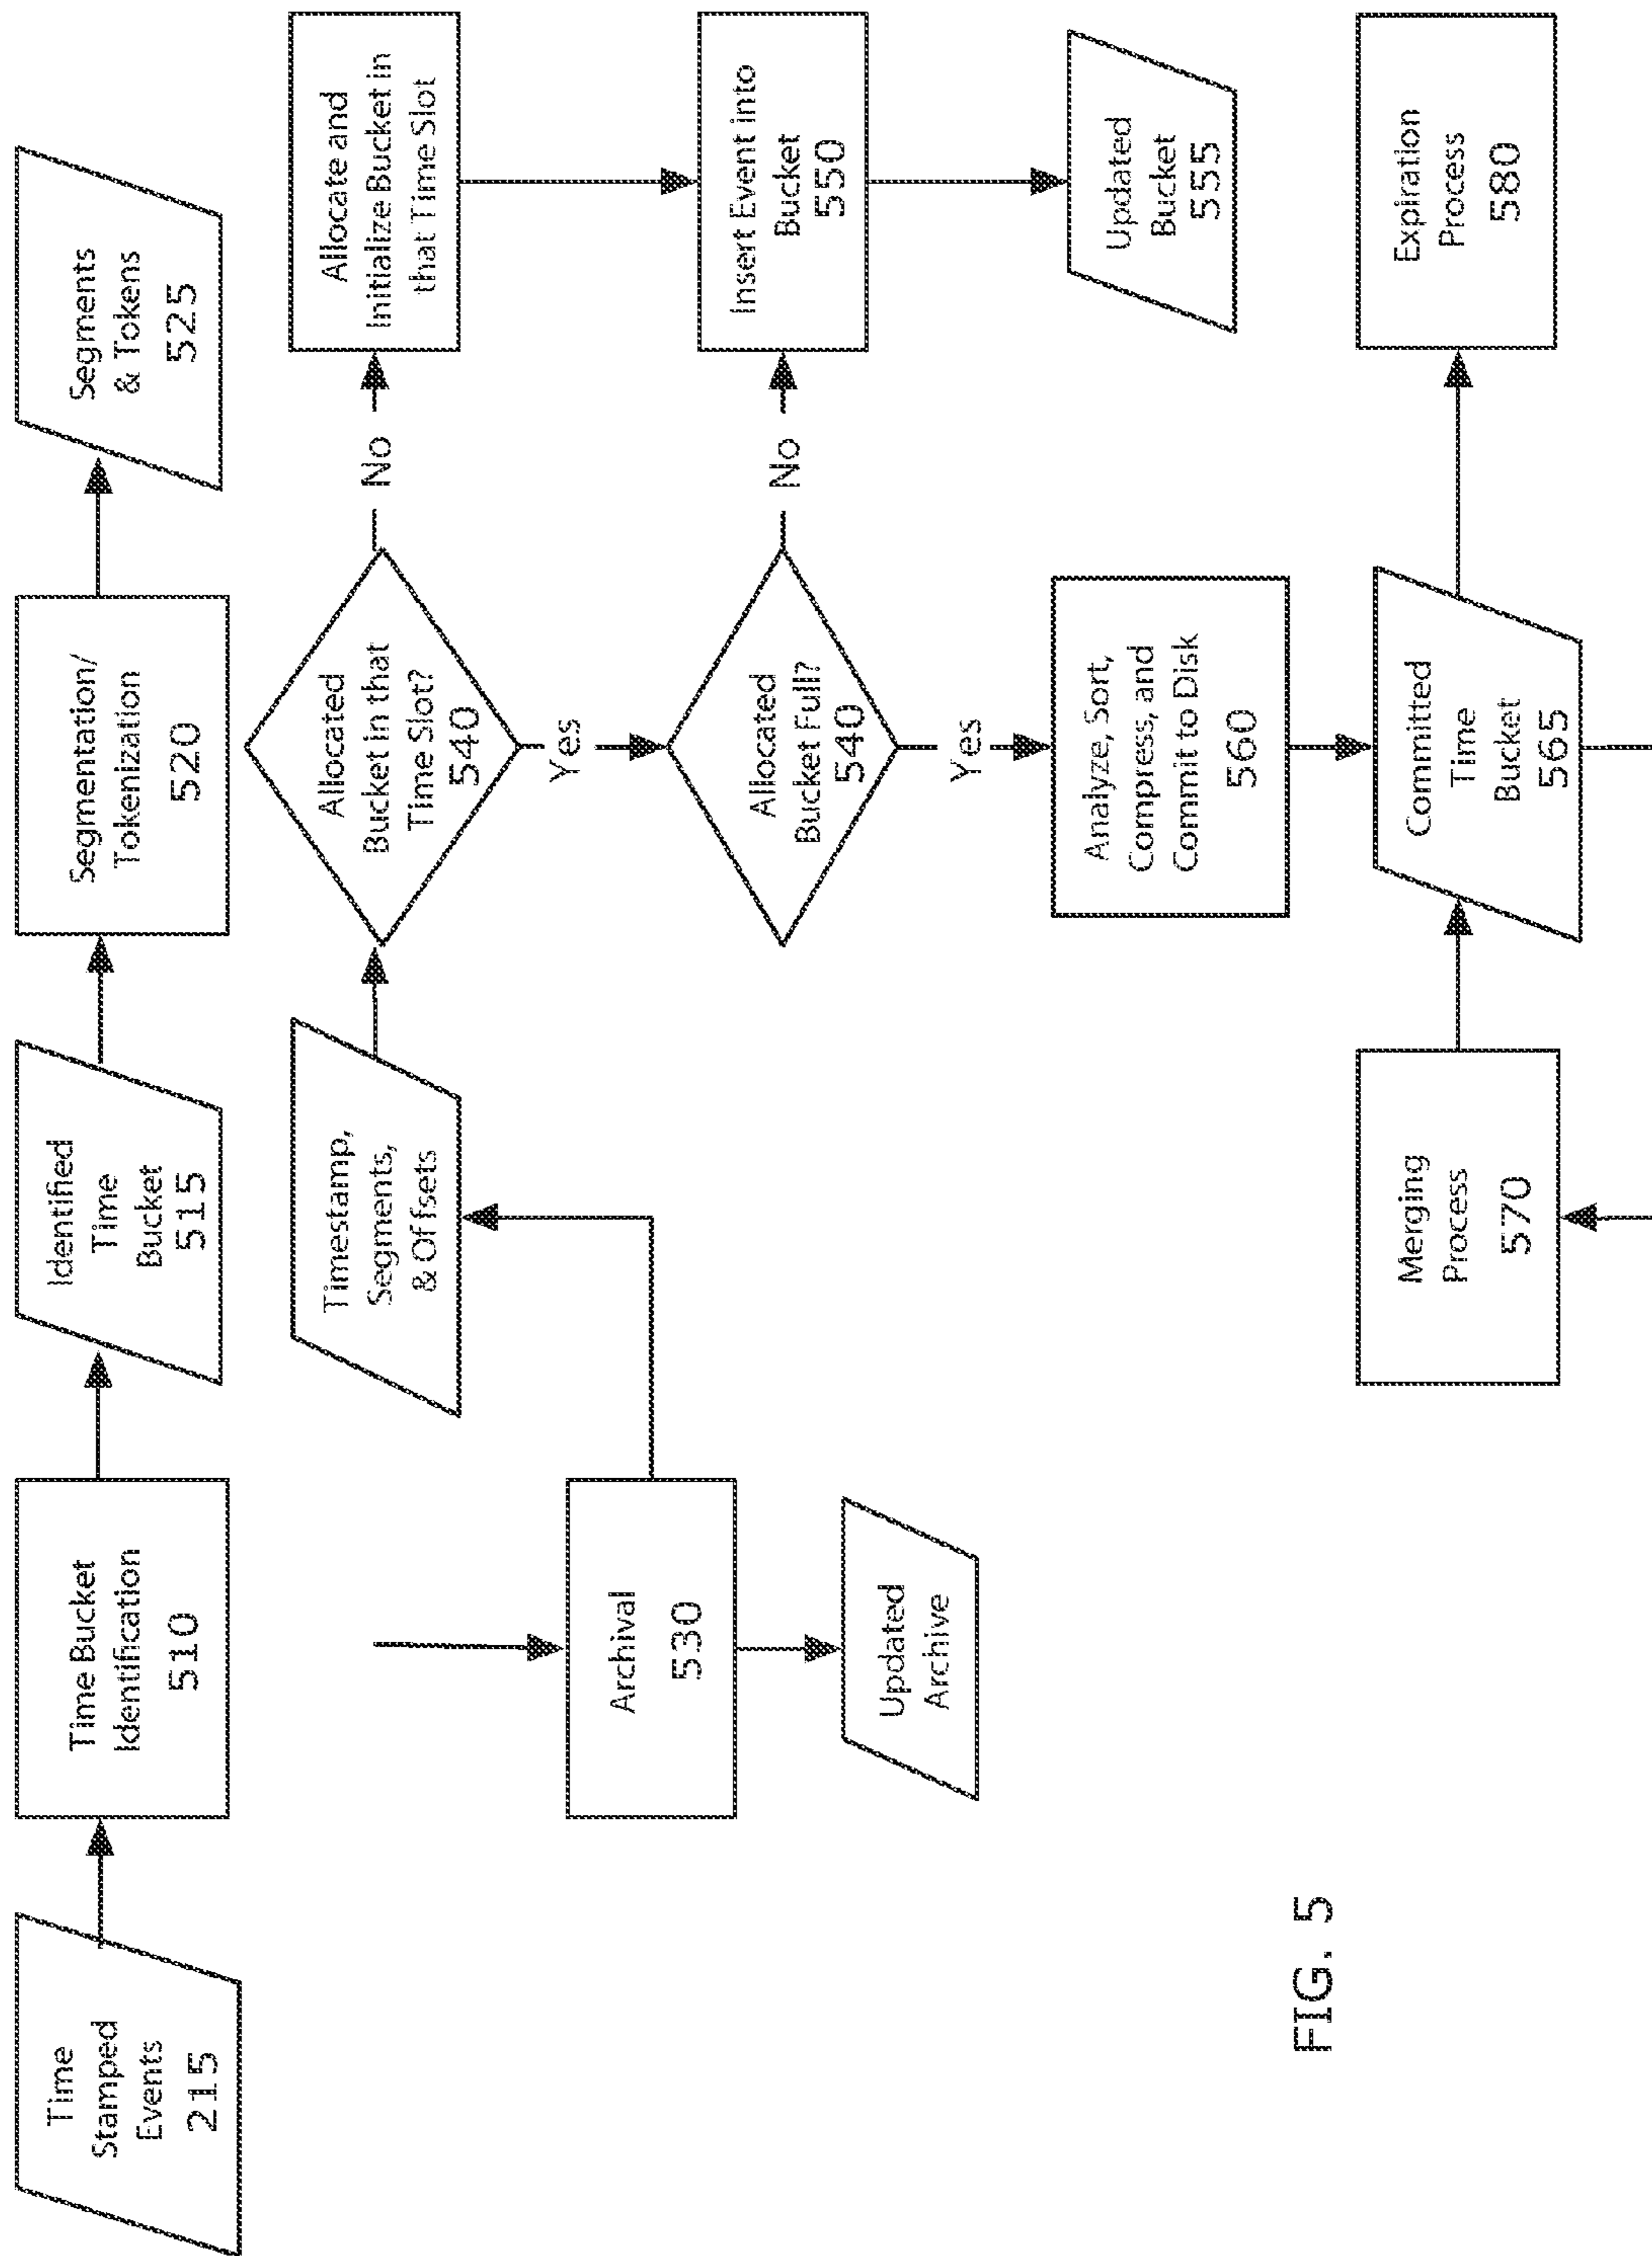 Time
Stamped
Events
215
Time Bucket
Identification
510
Identified
Time
Bucket
515
Segmentation/
Tokenization
520
Segments
& Tokens
525
Timestamp,
Segments,
& Offsets
Allocated
Bucket in that
Time Slot?
540
No
Allocate and
Initialize Bucket in
that Time Slot
Yes
Archival
530
Updated
Archive
Allocated
Bucket Full?
540
No
Insert Event into
Bucket
550
Yes
Updated
Bucket
555
Analyze, Sort,
Compress, and
Commit to Disk
560
Merging
Process
570
Committed
Time
Bucket
565
Expiration
Process
580
FIG. 5